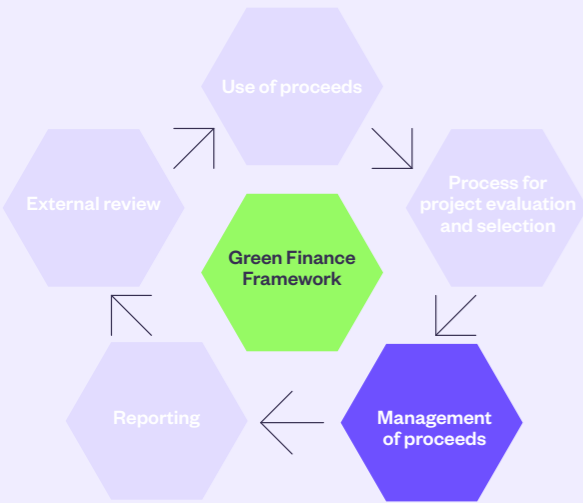 Use of proceeds
Process for
project evaluation
and selection
External review
Green Finance
Framework
Management
of proceeds
Reporting